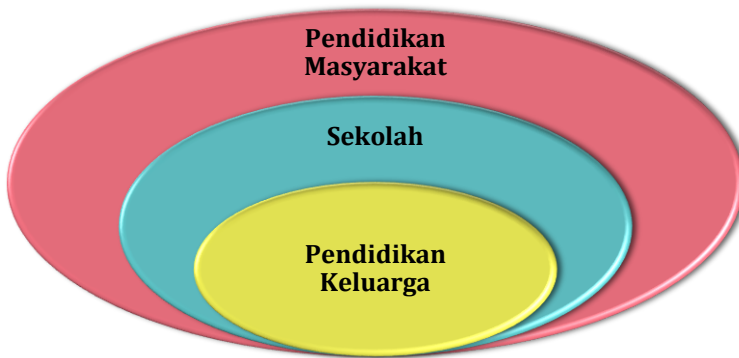 Pendidikan
Masyarakat
Sekolah
Pendidikan
Keluarga